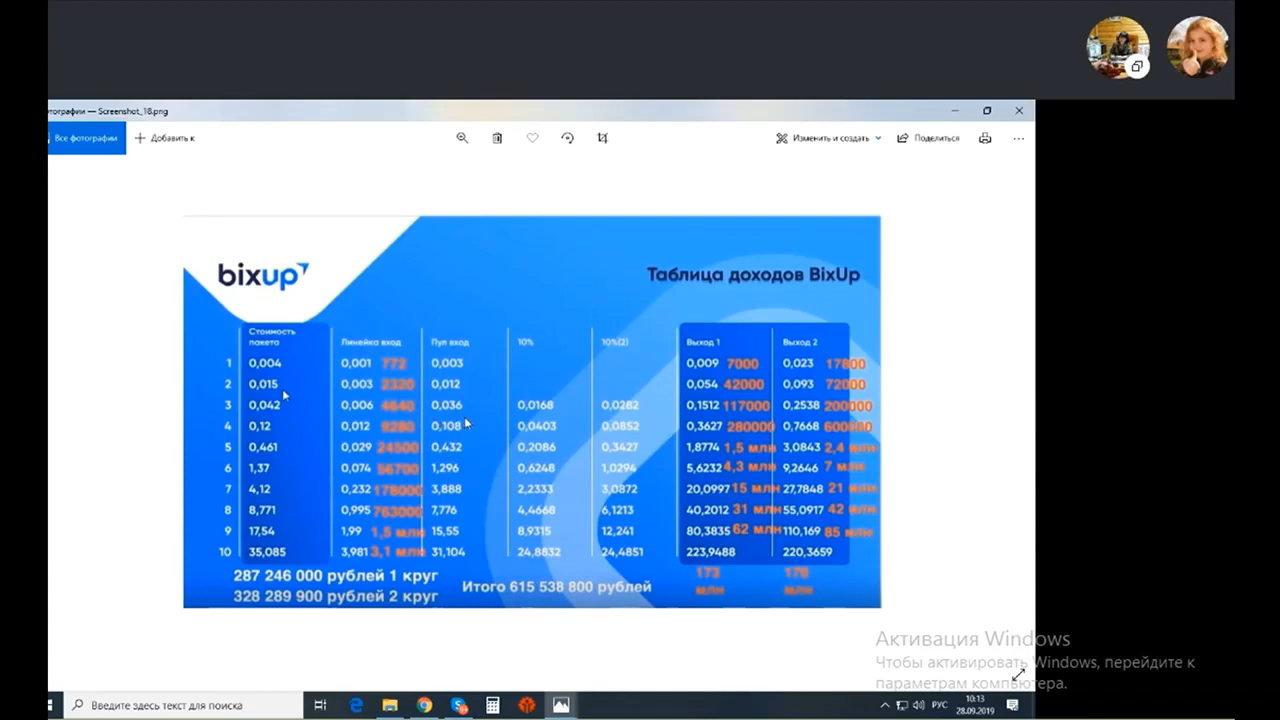 отографии — Screenshot_18.png
Все фотографии
Добавить к
Изменить и создать
Поделиться
bixup
Таблица доходов BixUp
Стоимость пакета Линейка вход Пул вход 10% 10%(2) Выход 1 Выход 2
1 0,004 0,001 772 0,003 0,009 7000 0,023 17800
2 0,015 0,003 2320 0,012 0,054 42000 0,093 72000
3 0,042 0,006 4640 0,036 0,0168 0,0282 0,1512 117000 0,2538 200000
4 0,12 0,012 9280 0,108 0,0403 0,0852 0,3627 280000 0,7668 600000
5 0,461 0,029 24500 0,432 0,2086 0,3427 1,8774 1,5 млн 3,0843 2,4 млн
6 1,37 0,074 56700 1,296 0,6248 1,0294 5,6232 4,3 млн 9,2646 7 млн
7 4,12 0,232 178000 3,888 2,2333 3,0872 20,0997 15 млн 27,7848 21 млн
8 8,771 0,995 763000 7,776 4,4668 6,1213 40,2012 31 млн 55,0917 42 млн
9 17,54 1,99 1,5 млн 15,55 8,9315 12,241 80,3835 62 млн 110,169 85 млн
10 35,085 3,981 3,1 млн 31,104 24,8832 24,4851 223,9488 220,3659
287 246 000 рублей 1 круг
328 289 900 рублей 2 круг
Итого 615 538 800 рублей
173 млн
170 млн
Активация Windows
Чтобы активировать Windows, перейдите к
параметрам компьютера.
Введите здесь текст для поиска
РУС
10:13
28.09.2019